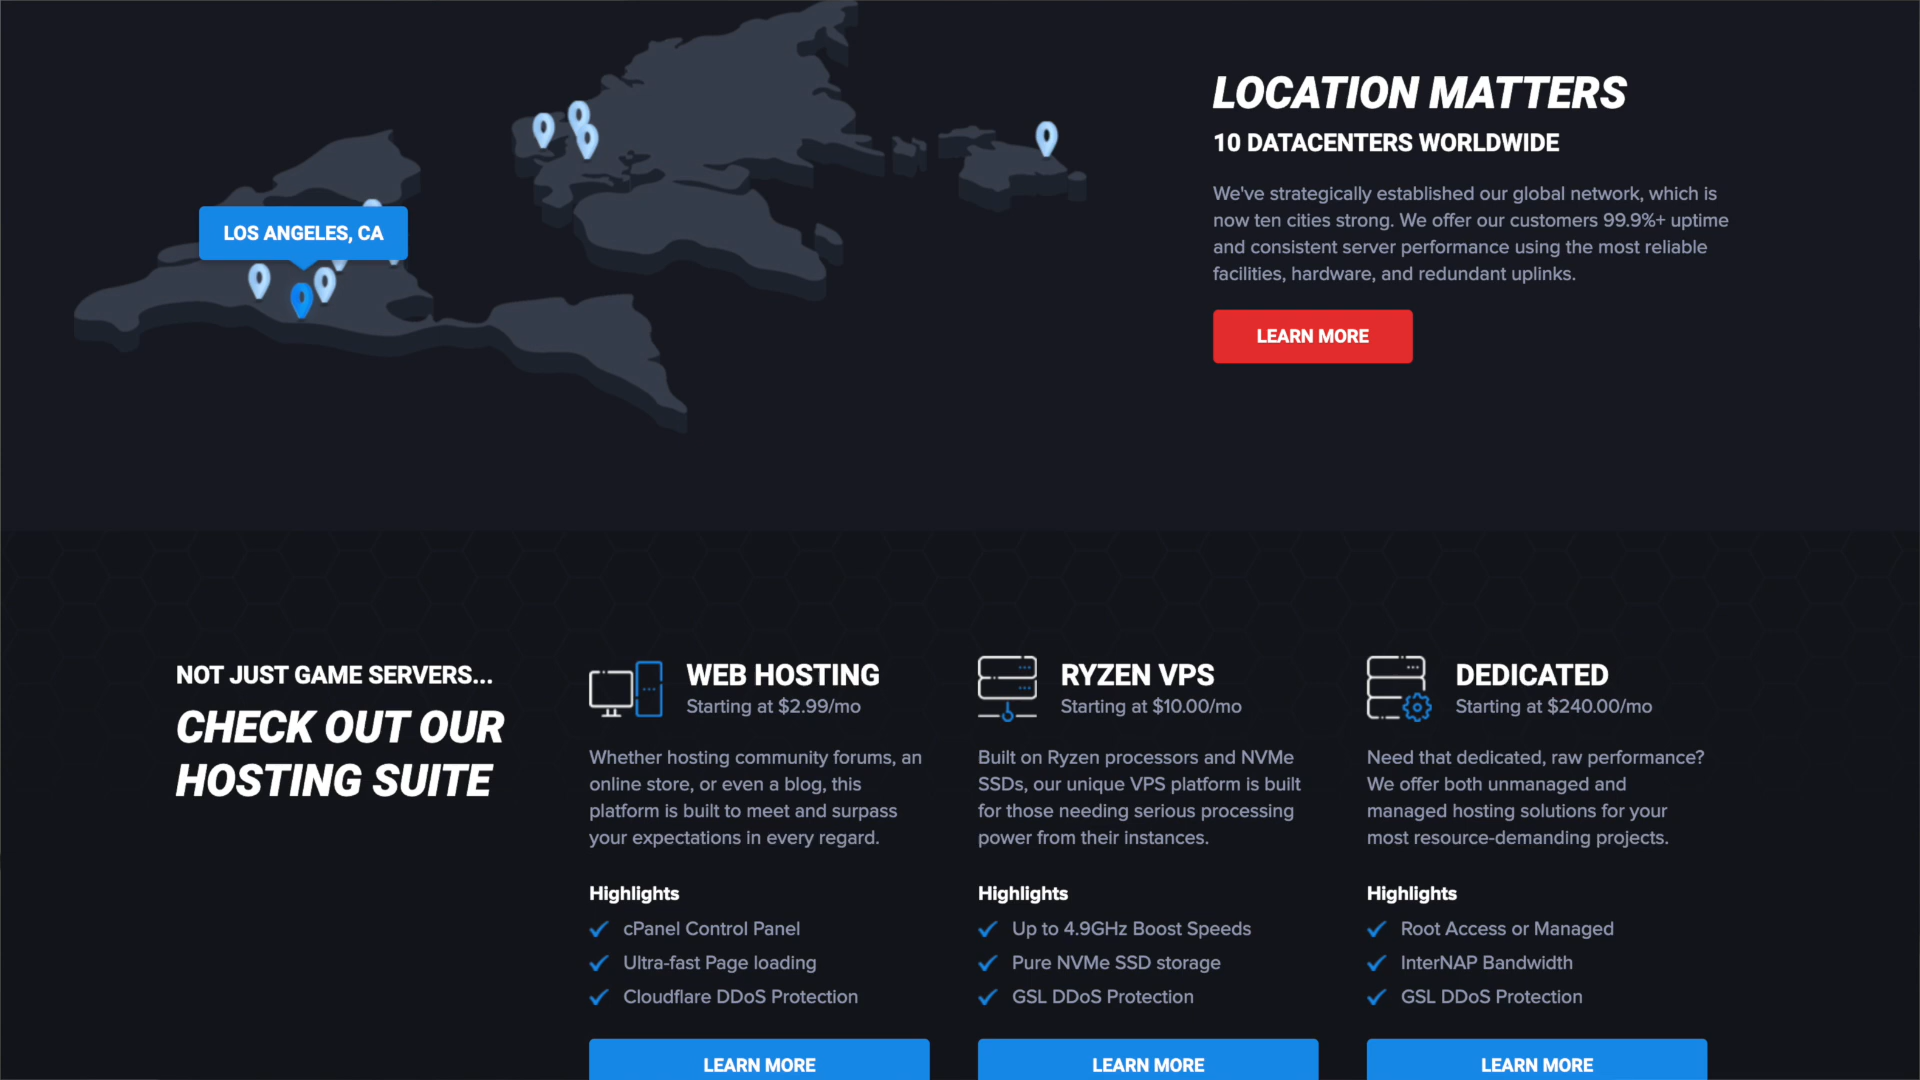 LOCATION MATTERS
10 DATACENTERS WORLDWIDE
We've strategically established our global network, which is
now ten cities strong. We offer our customers 99.9%+ uptime
and consistent server performance using the most reliable
facilities, hardware, and redundant uplinks.
LEARN MORE
LOS ANGELES, CA
NOT JUST GAME SERVERS...
CHECK OUT OUR
HOSTING SUITE
WEB HOSTING
Starting at $2.99/mo
Whether hosting community forums, an
online store, or even a blog, this
platform is built to meet and surpass
your expectations in every regard.
Highlights
cPanel Control Panel
Ultra-fast Page loading
Cloudflare DDoS Protection
LEARN MORE
RYZEN VPS
Starting at $10.00/mo
Built on Ryzen processors and NVMe
SSDs, our unique VPS platform is built
for those needing serious processing
power from their instances.
Highlights
Up to 4.9GHz Boost Speeds
Pure NVMe SSD storage
GSL DDoS Protection
LEARN MORE
DEDICATED
Starting at $240.00/mo
Need that dedicated, raw performance?
We offer both unmanaged and
managed hosting solutions for your
most resource-demanding projects.
Highlights
Root Access or Managed
InterNAP Bandwidth
GSL DDoS Protection
LEARN MORE